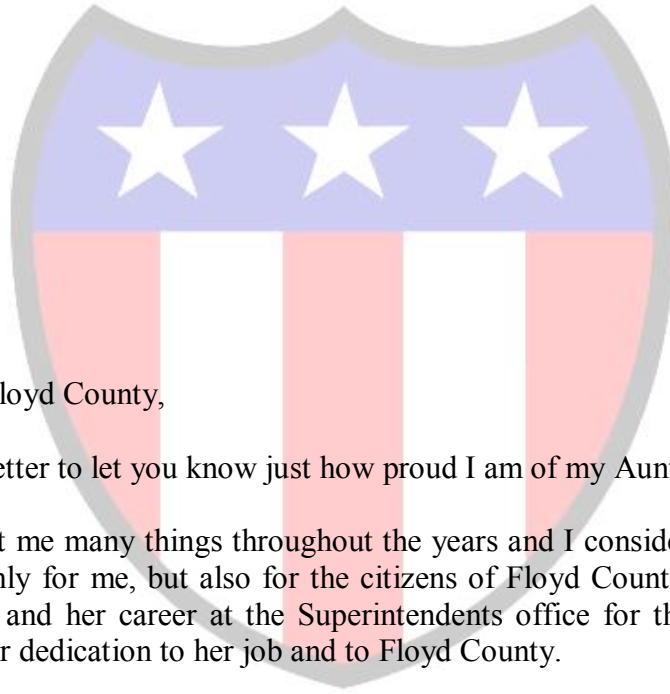 loyd County,
etter to let you know just how proud I am of my Aunt
t me many things throughout the years and I conside
nly for me, but also for the citizens of Floyd Count
and her career at the Superintendents office for th
r dedication to her job and to Floyd County.